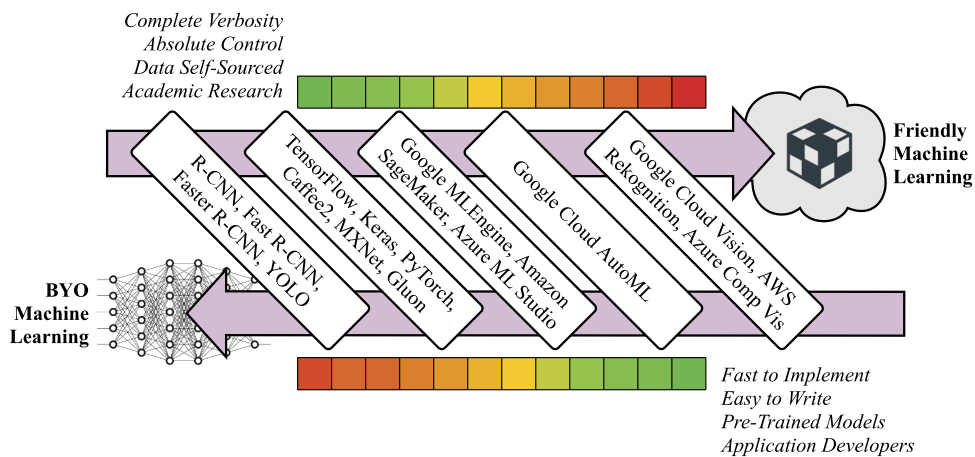 Complete Verbosity
Absolute Control
Data Self-Sourced
Academic Research
Friendly
Machine
Learning
R-CNN, Fast R-CNN,
Faster R-CNN, YOLO
TensorFlow, Keras, PyTorch,
Caffee2, MXNet, Gluon
Google MLEngine, Amazon
SageMaker, Azure ML Studio
Google Cloud AutoML
Google Cloud Vision, AWS
Rekognition, Azure Comp Vis
BYO
Machine
Learning
Fast to Implement
Easy to Write
Pre-Trained Models
Application Developers